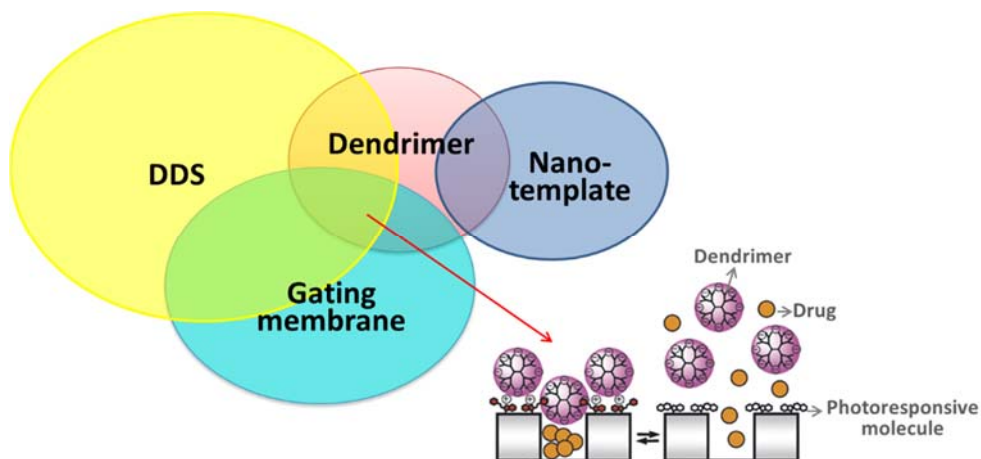 DDS
Dendrimer
Nano-
template
Gating
membrane
Dendrimer
Drug
Photoresponsive
molecule